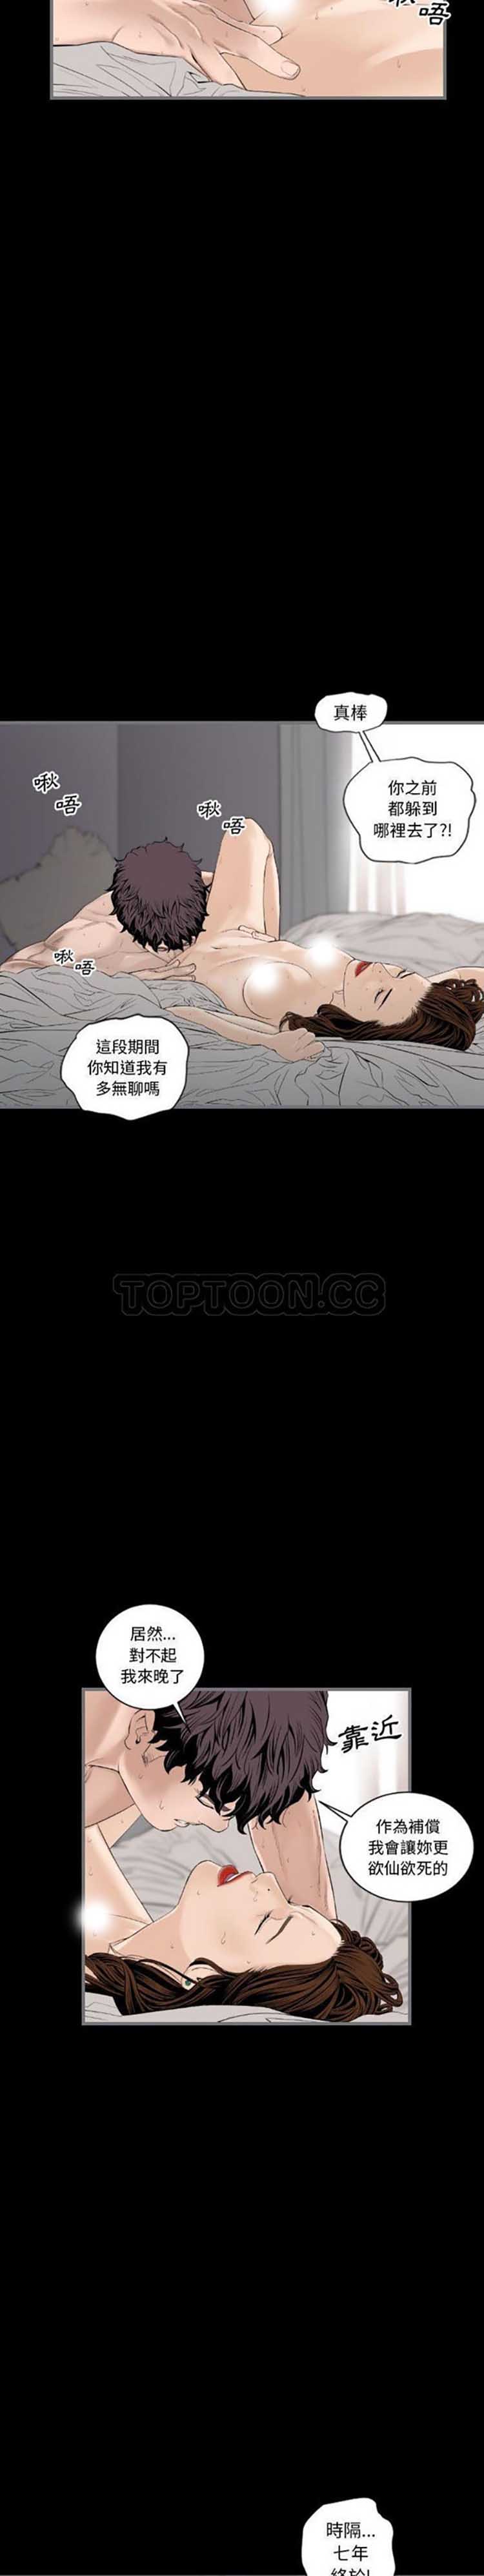 啾
唔
真棒
你之前
都躲到
哪裡去了?!
啾
唔
啾
唔
啾
唔
這段期間
你知道我有
多無聊嗎
TOPTOON.CC
居然...
對不起
我來晚了
靠近
作為補償
我會讓妳更
欲仙欲死的
時隔...
七年
終於!